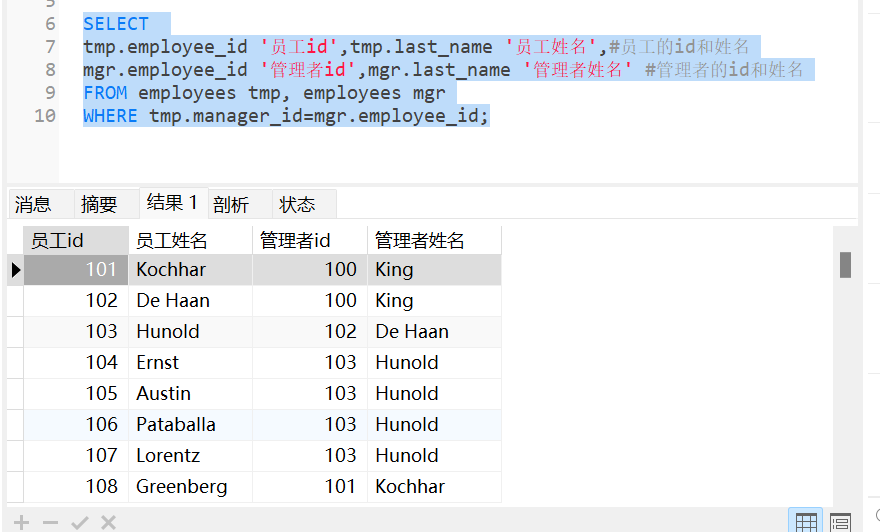 6 SELECT
7 tmp.employee_id '员工id',tmp.last_name '员工姓名',#员工的id和姓名
8 mgr.employee_id '管理者id',mgr.last_name '管理者姓名' #管理者的id和姓名
9 FROM employees tmp, employees mgr
10 WHERE tmp.manager_id=mgr.employee_id;
消息 摘要 结果 1 剖析 状态
员工id 员工姓名 管理者id 管理者姓名
101 Kochhar 100 King
102 De Haan 100 King
103 Hunold 102 De Haan
104 Ernst 103 Hunold
105 Austin 103 Hunold
106 Pataballa 103 Hunold
107 Lorentz 103 Hunold
108 Greenberg 101 Kochhar